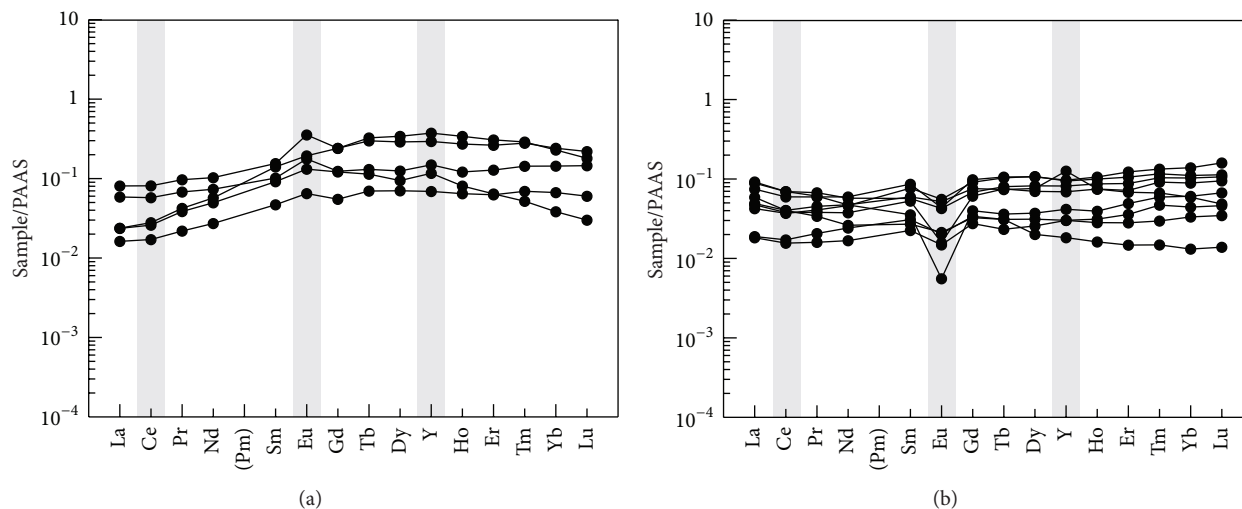 10
1
10⁻¹
10⁻²
10⁻³
10⁻⁴
Sample/PAAS
La
Ce
Pr
Nd
(Pm)
Sm
Eu
Gd
Tb
Dy
Y
Ho
Er
Tm
Yb
Lu
(a)
10
1
10⁻¹
10⁻²
10⁻³
10⁻⁴
Sample/PAAS
La
Ce
Pr
Nd
(Pm)
Sm
Eu
Gd
Tb
Dy
Y
Ho
Er
Tm
Yb
Lu
(b)